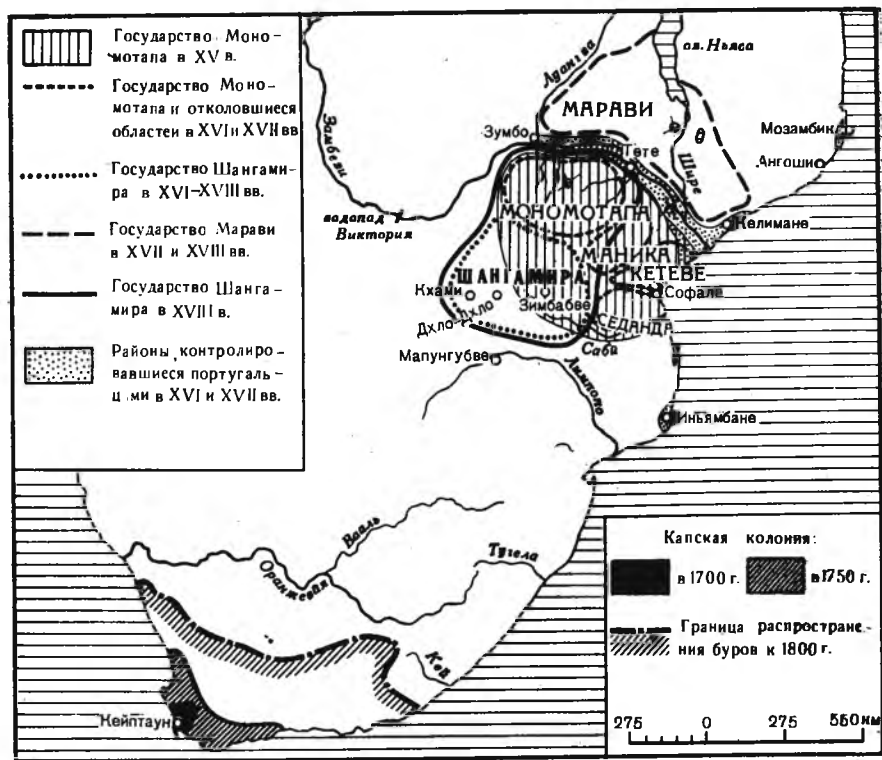 Государство Моно-
мотапа в XV в.
Государство Моно-
мотапа и отколовшиеся
областей в XVI и XVII вв
Государство Шангами-
ра в XVI-XVIII вв.
Государство Марави
в XVII и XVIII вв.
Государство Шанга-
мира в XVIII в.
Районы, контролиро-
вавшиеся португаль-
цами в XVI и XVII вв.
оз. Ньяса
Луангва
МАРАВИ
Замбези
Зумбо
Тете
Шире
Мозамбик
Ангоши
водопад
Виктория
МОНОМОТАПА
Келимане
МАНИКА
ШАНГАМИРА
КЕТЕВЕ
Кхами
Софале
Зимбабве
Дхло-Дхло
СЕДАНДА
Саби
Мапунгубве
Лимпопо
Иньямбане
Вааль
Тугела
Оранжевая
Кей
Кейптаун
Капская колония:
в 1700 г.
в 1750 г.
Граница распростране-
ния буров к 1800 г.
275 0 275 550 км